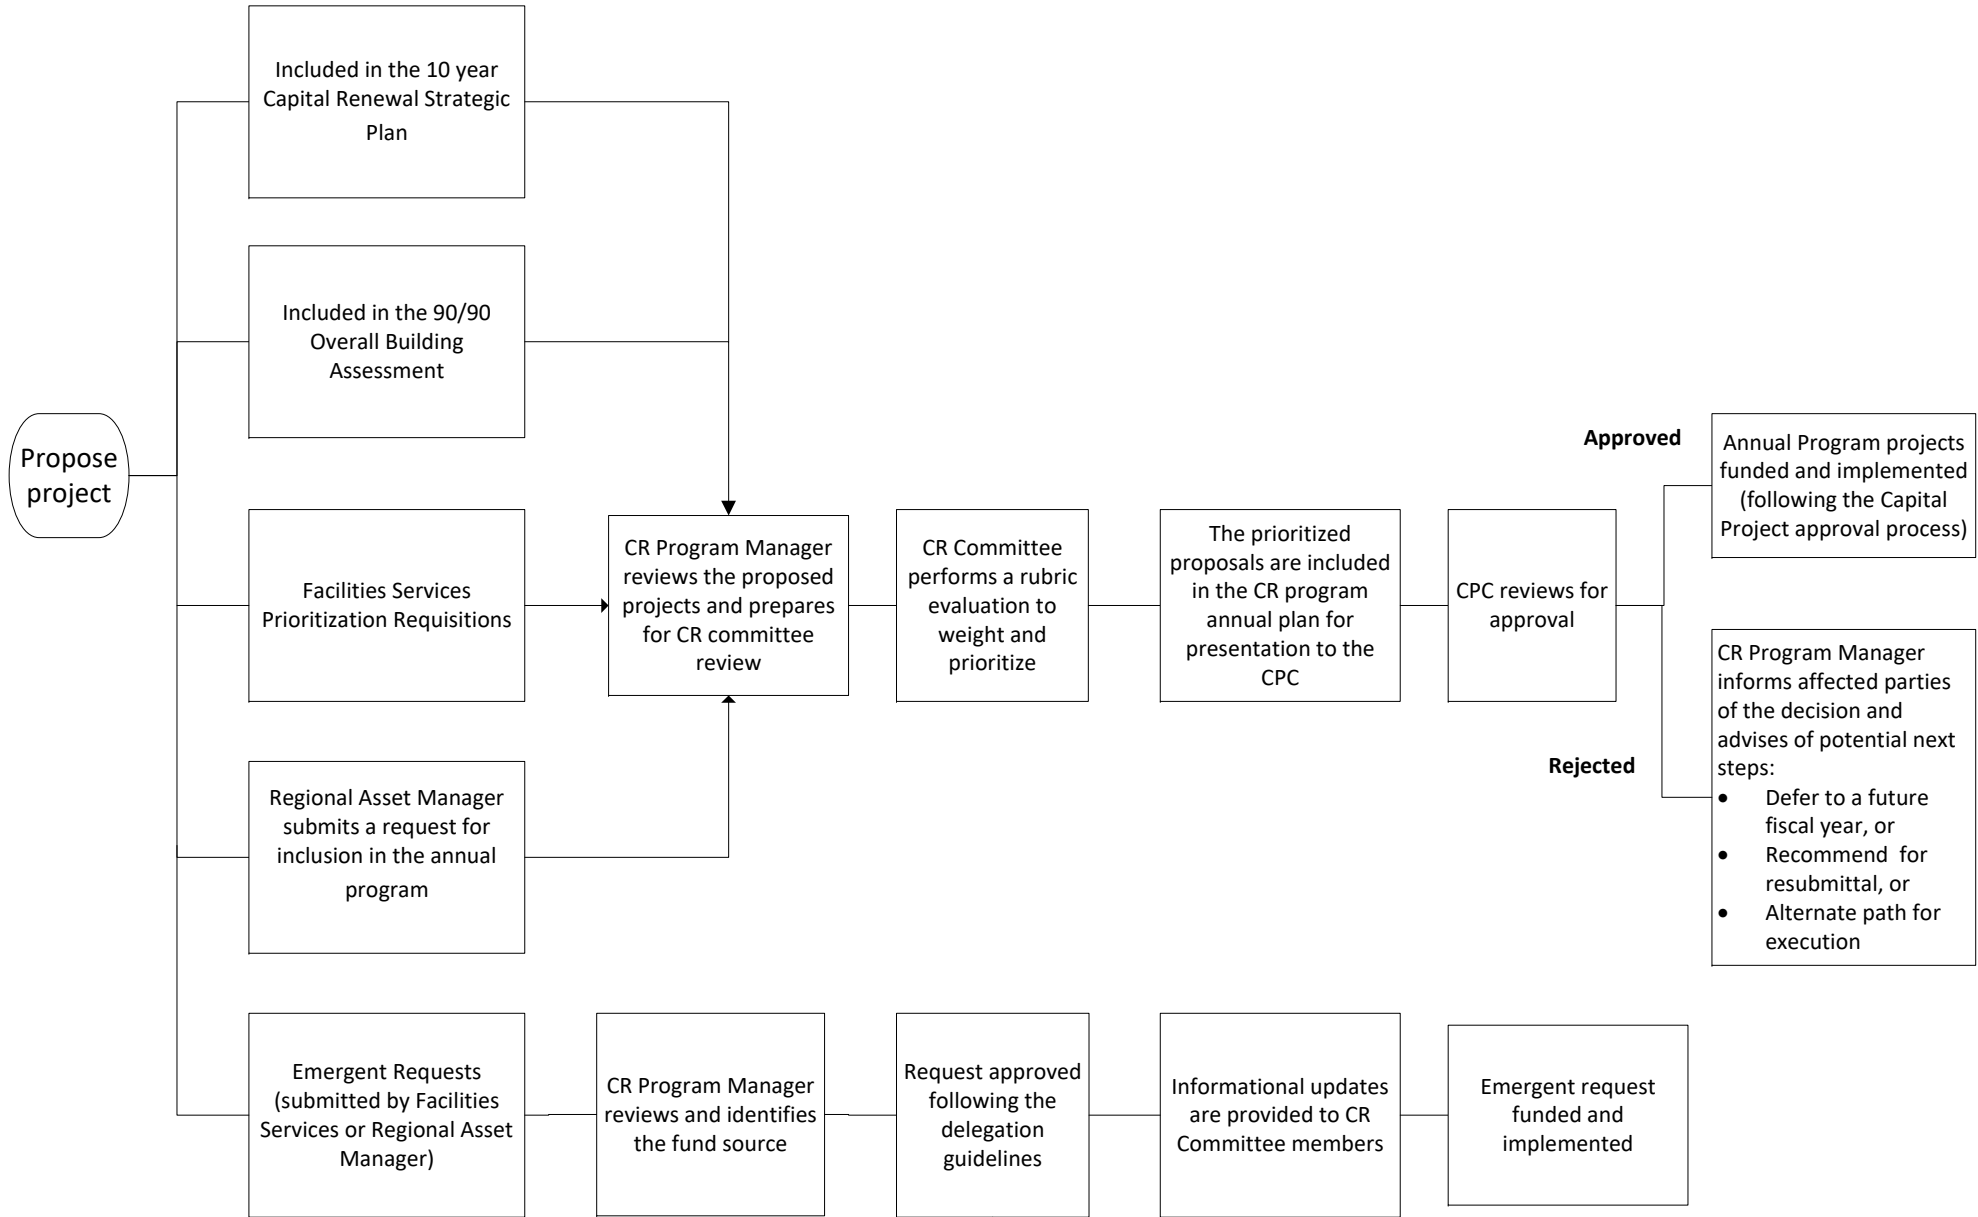 Included in the 10 year
Capital Renewal Strategic
Plan
Included in the 90/90
Overall Building
Assessment
Propose
project
Facilities Services
Prioritization Requisitions
CR Program Manager
reviews the proposed
projects and prepares
for CR committee
review
CR Committee
performs a rubric
evaluation to
weight and
prioritize
The prioritized
proposals are included
in the CR program
annual plan for
presentation to the
CPC
CPC reviews for
approval
Approved
Annual Program projects
funded and implemented
(following the Capital
Project approval process)
Rejected
CR Program Manager
informs affected parties
of the decision and
advises of potential next
steps:
• Defer to a future
fiscal year, or
• Recommend for
resubmittal, or
• Alternate path for
execution
Regional Asset Manager
submits a request for
inclusion in the annual
program
Emergent Requests
(submitted by Facilities
Services or Regional Asset
Manager)
CR Program Manager
reviews and identifies
the fund source
Request approved
following the
delegation
guidelines
Informational updates
are provided to CR
Committee members
Emergent request
funded and
implemented